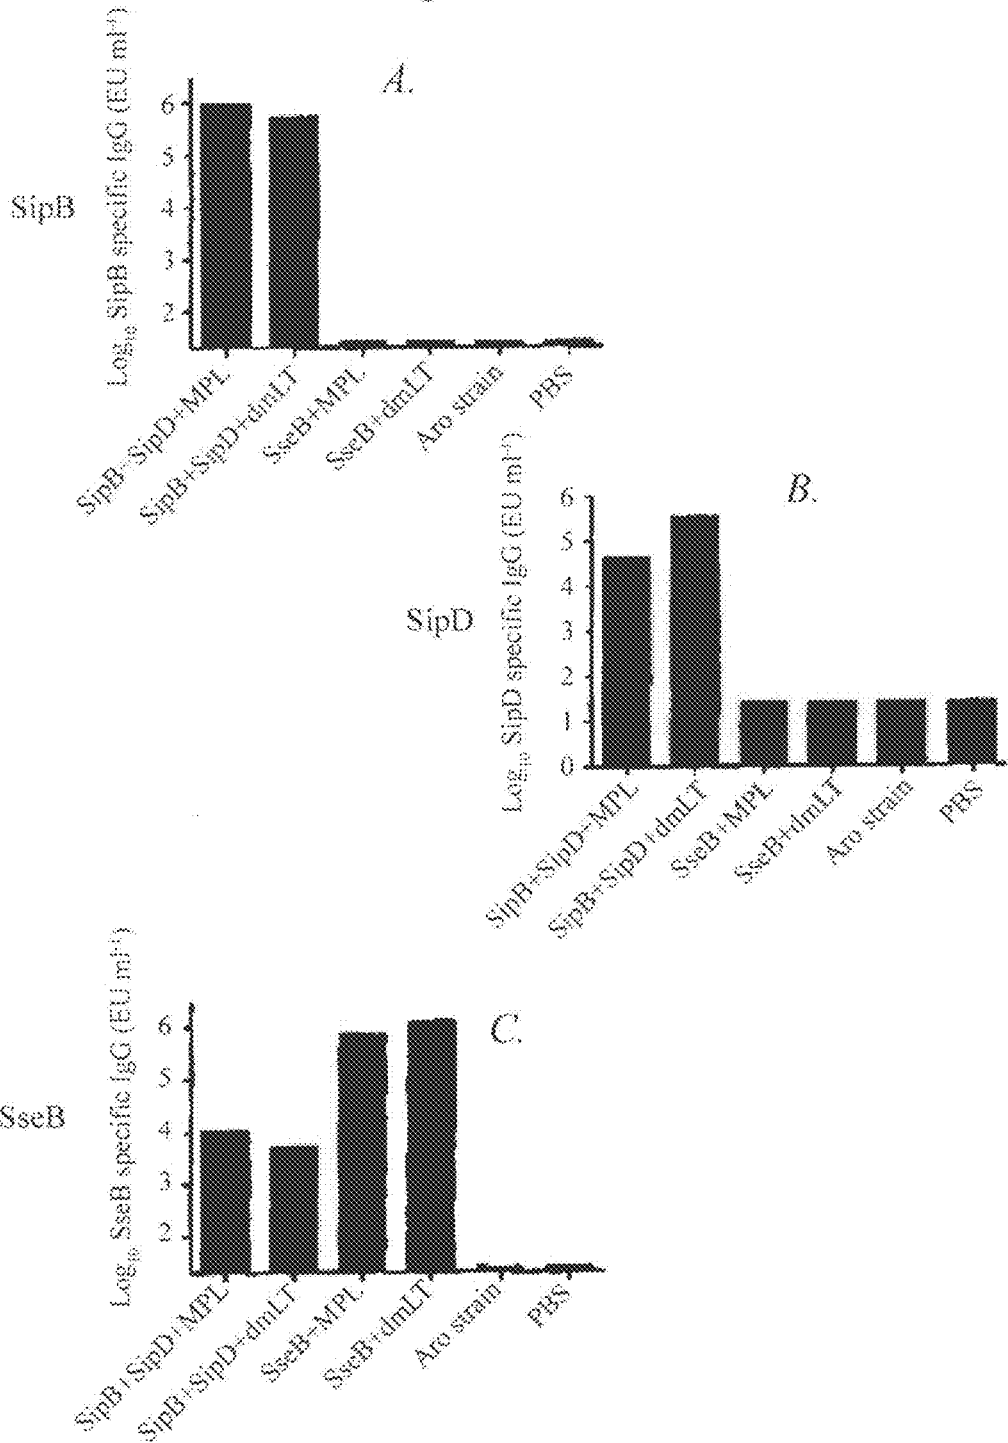 A.
SipB
Log₁₀ SipB specific IgG (EU ml⁻¹)
6
5
4
3
2
SipB+SipD+MPL
SipB+SipD+dmLT
SseB+MPL
SseB+dmLT
Aro strain
PBS
B.
SipD
Log₁₀ SipD specific IgG (EU ml⁻¹)
6
5
4
3
2
1
0
SipB+SipD+MPL
SipB+SipD+dmLT
SseB+MPL
SseB+dmLT
Aro strain
PBS
C.
SseB
Log₁₀ SseB specific IgG (EU ml⁻¹)
6
5
4
3
2
SipB+SipD+MPL
SipB+SipD+dmLT
SseB+MPL
SseB+dmLT
Aro strain
PBS